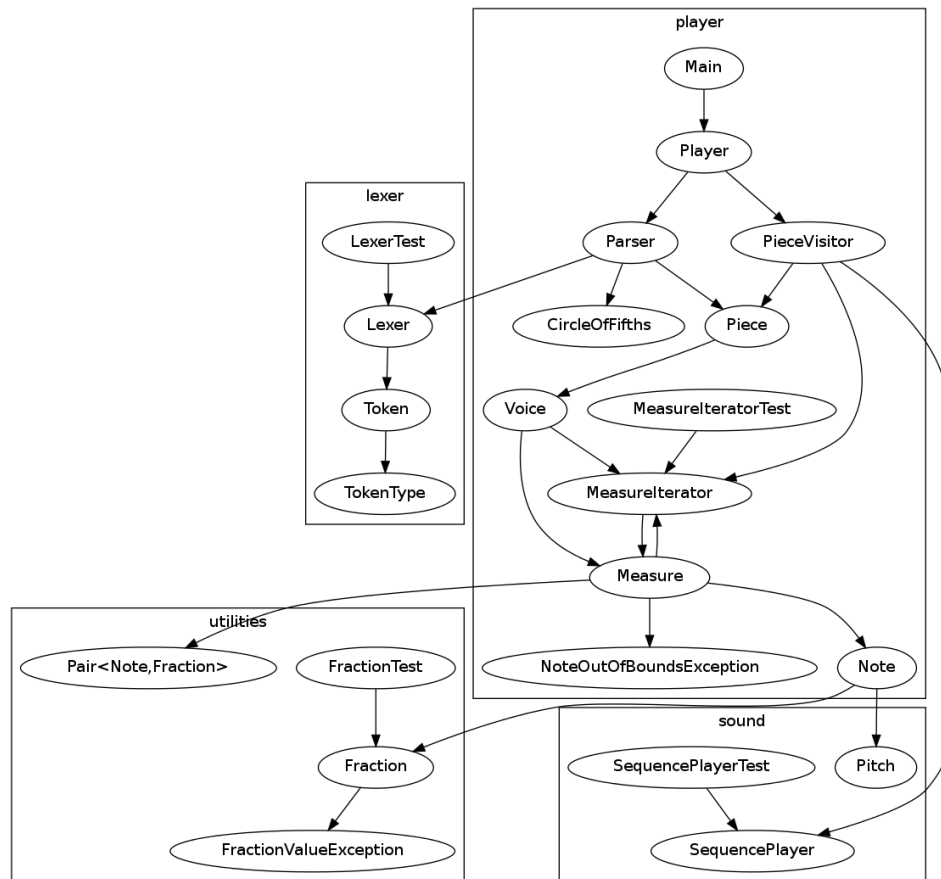 player
Main
Player
lexer
LexerTest
Parser
PieceVisitor
Lexer
CircleOfFifths
Piece
Token
Voice
MeasureIteratorTest
TokenType
MeasureIterator
Measure
utilities
Pair<Note,Fraction>
FractionTest
NoteOutOfBoundsException
Note
sound
Fraction
SequencePlayerTest
Pitch
FractionValueException
SequencePlayer